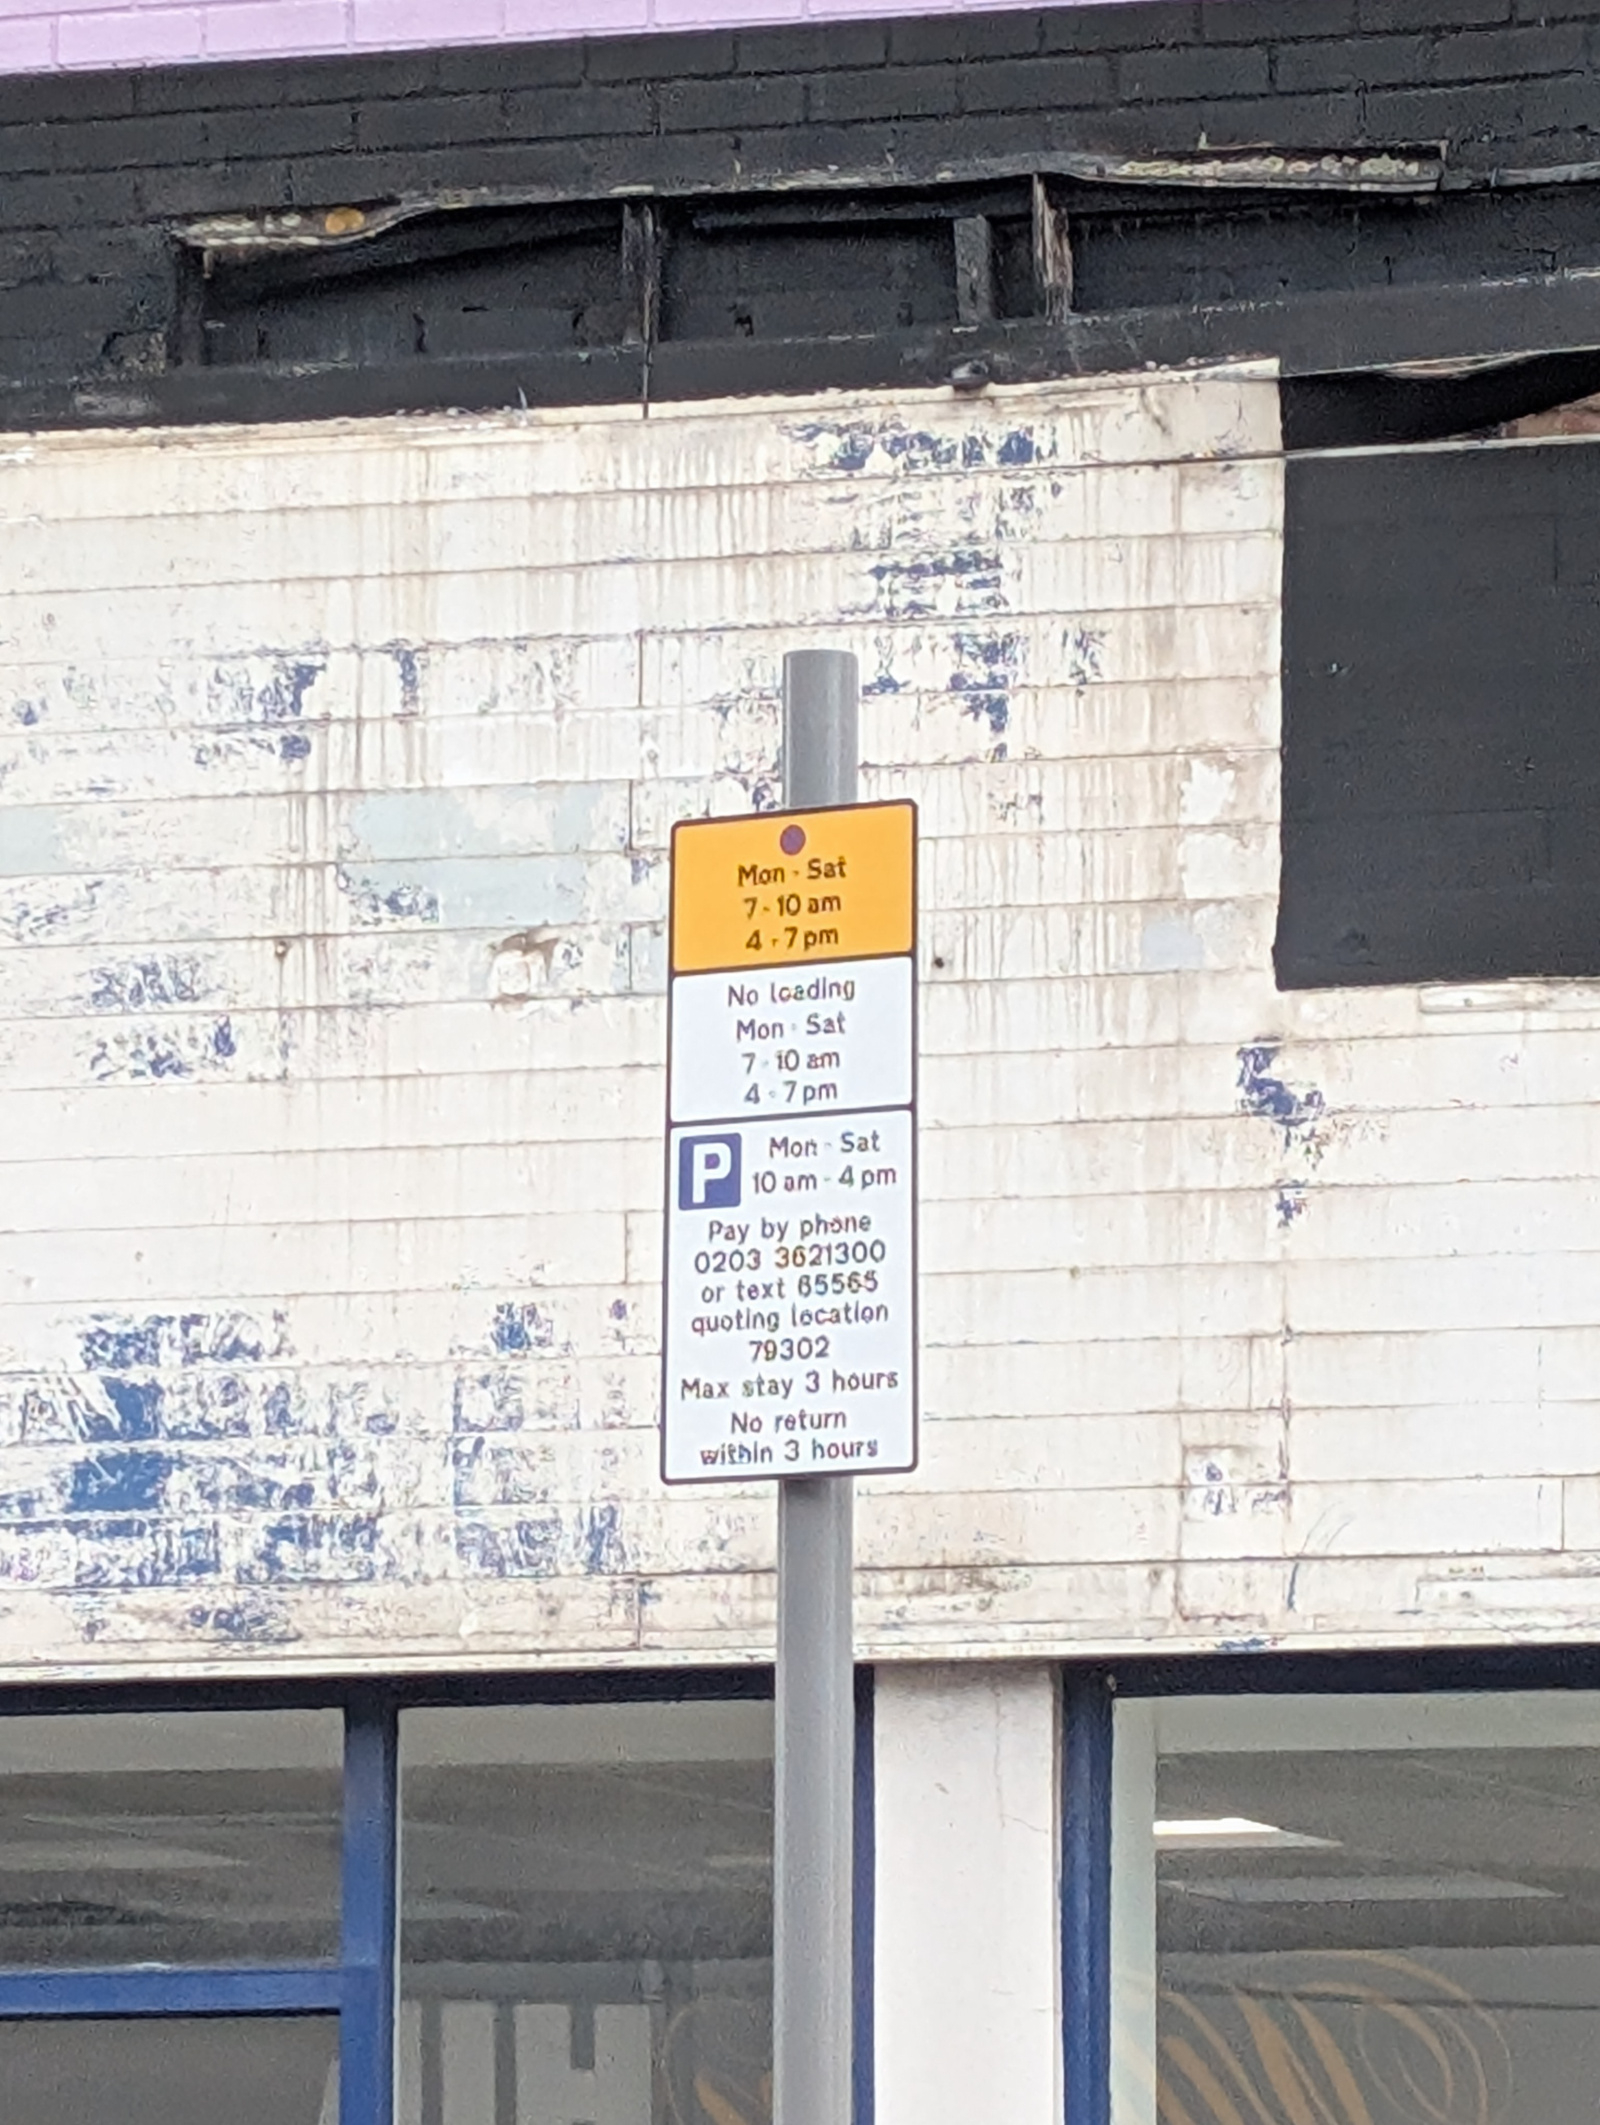 Mon - Sat
7 - 10 am
4 - 7 pm
No loading
Mon - Sat
7 - 10 am
4 - 7 pm
P
Mon - Sat
10 am - 4 pm
Pay by phone
0203 3621300
or text 65565
quoting location
79302
Max stay 3 hours
No return
within 3 hours